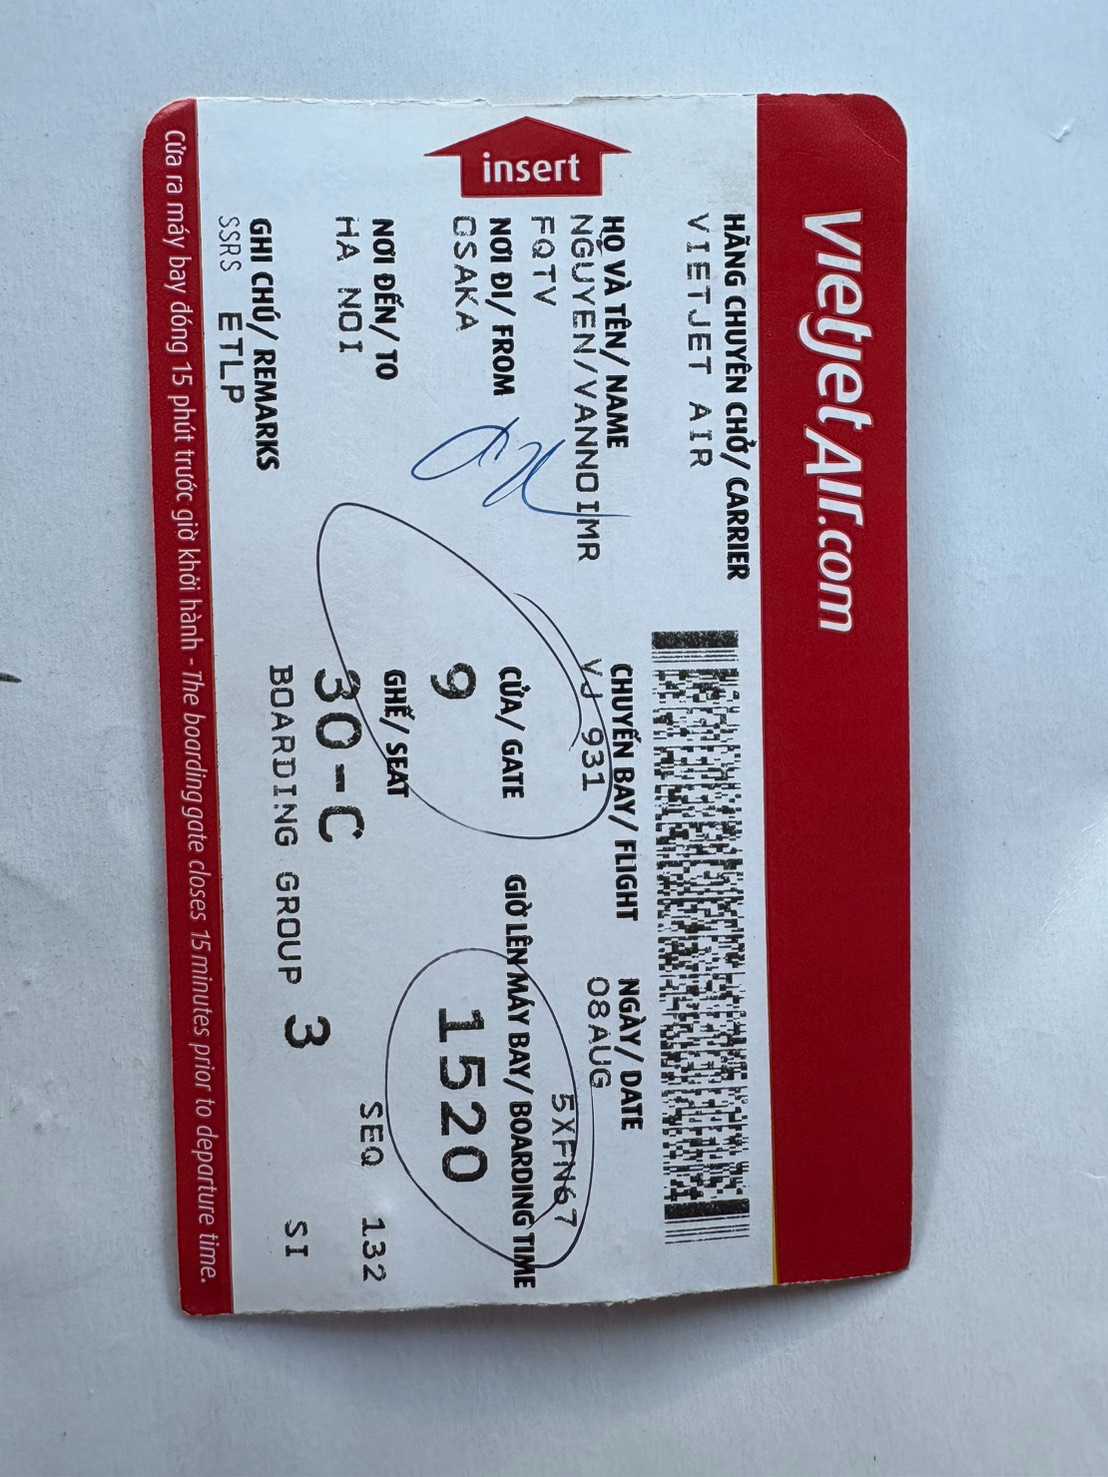 VietjetAir.com
insert
HÃNG CHUYÊN CHỞ/ CARRIER
VIETJET AIR
HỌ VÀ TÊN/ NAME
NGUYEN/VANNOIMR
FQTV
CHUYẾN BAY/ FLIGHT
VJ 931
NGÀY/ DATE
08AUG
5XFN67
NƠI ĐI/ FROM
OSAKA
CỬA/ GATE
9
GIỜ LÊN MÁY BAY/ BOARDING TIME
1520
NƠI ĐẾN/ TO
HA NOI
GHẾ/ SEAT
30-C
SEQ 132
GHI CHÚ/ REMARKS
SSRS ETLP
BOARDING GROUP 3
SI
Cửa ra máy bay đóng 15 phút trước giờ khởi hành - The boarding gate closes 15 minutes prior to departure time.